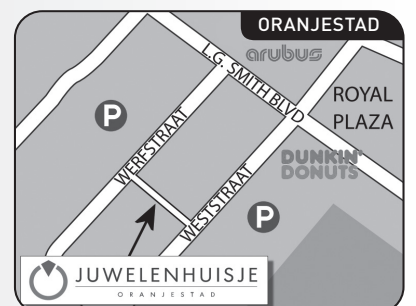 ORANJESTAD
arubus
L.G. SMITH BLVD
ROYAL
PLAZA
P
WERFSTRAAT
DUNKIN'
DONUTS
WESTSTRAAT
P
JUWELENHUISJE
ORANJESTAD